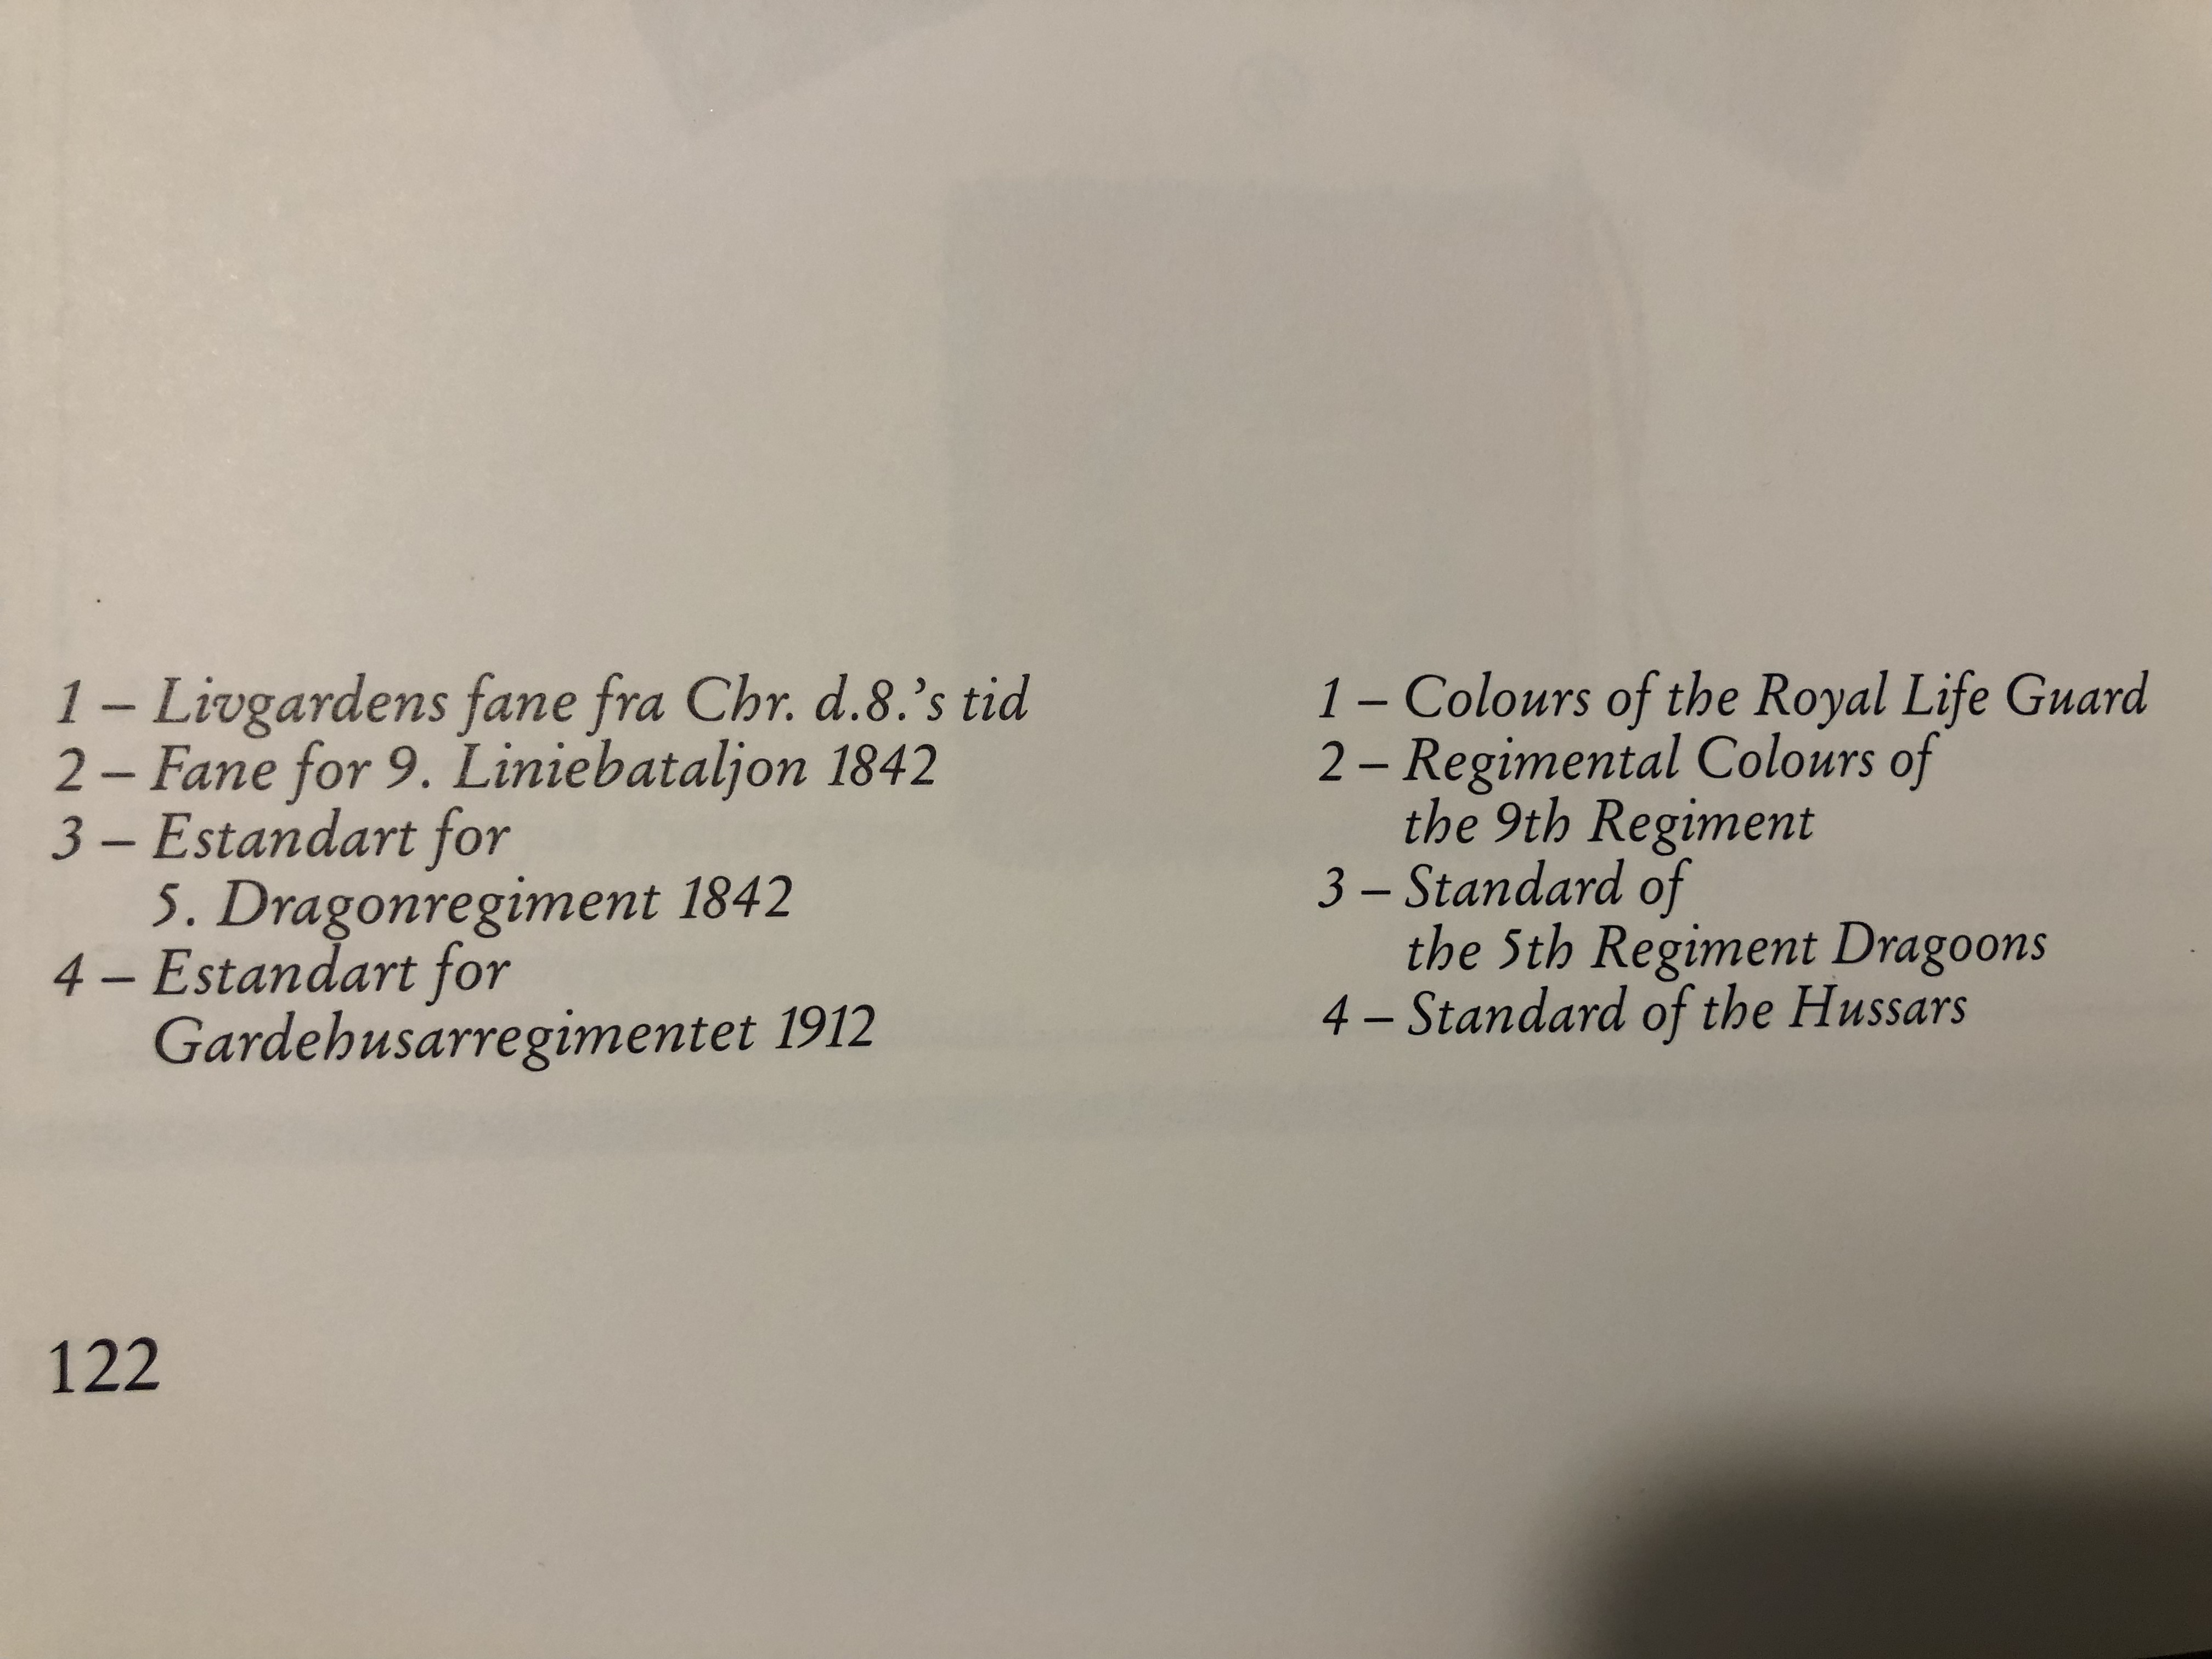 1 – Livgardens fane fra Chr. d.8.'s tid
2 – Fane for 9. Liniebataljon 1842
3 – Estandart for
5. Dragonregiment 1842
4 – Estandart for
Gardehusarregimentet 1912
1 – Colours of the Royal Life Guard
2 – Regimental Colours of
the 9th Regiment
3 – Standard of
the 5th Regiment Dragoons
4 – Standard of the Hussars
122